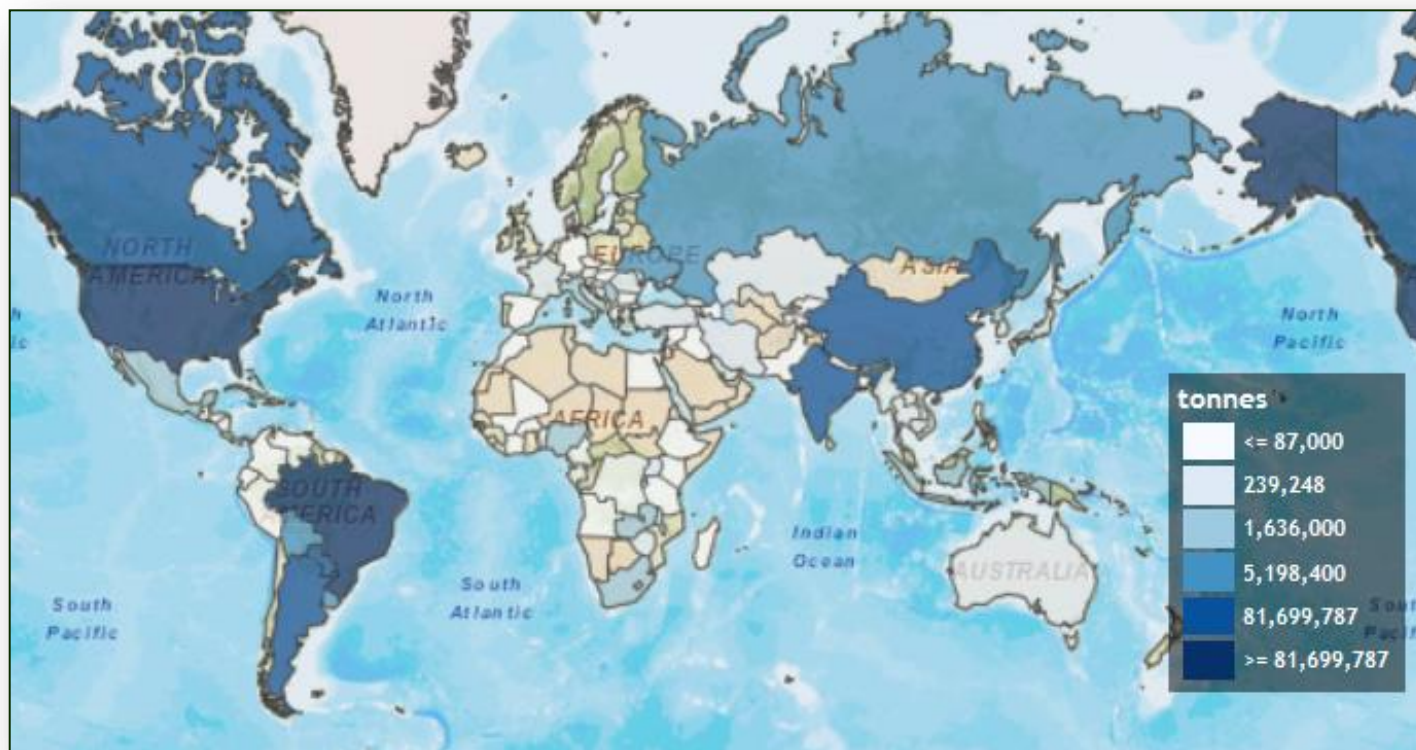 NORTH
AMERICA
EUROPE
ASIA
North
Atlantic
North
Pacific
AFRICA
SOUTH
AMERICA
Indian
Ocean
AUSTRALIA
South
Atlantic
South
Pacific
tonnes
<= 87,000
239,248
1,636,000
5,198,400
81,699,787
>= 81,699,787